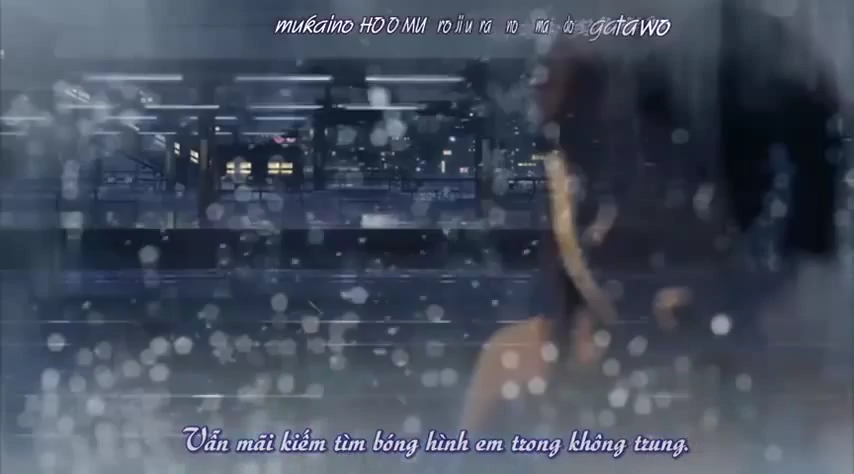 mukaino HOOMU rojiura no mado
gatawo
Vẫn mãi kiếm tìm bóng hình em trong không trung.